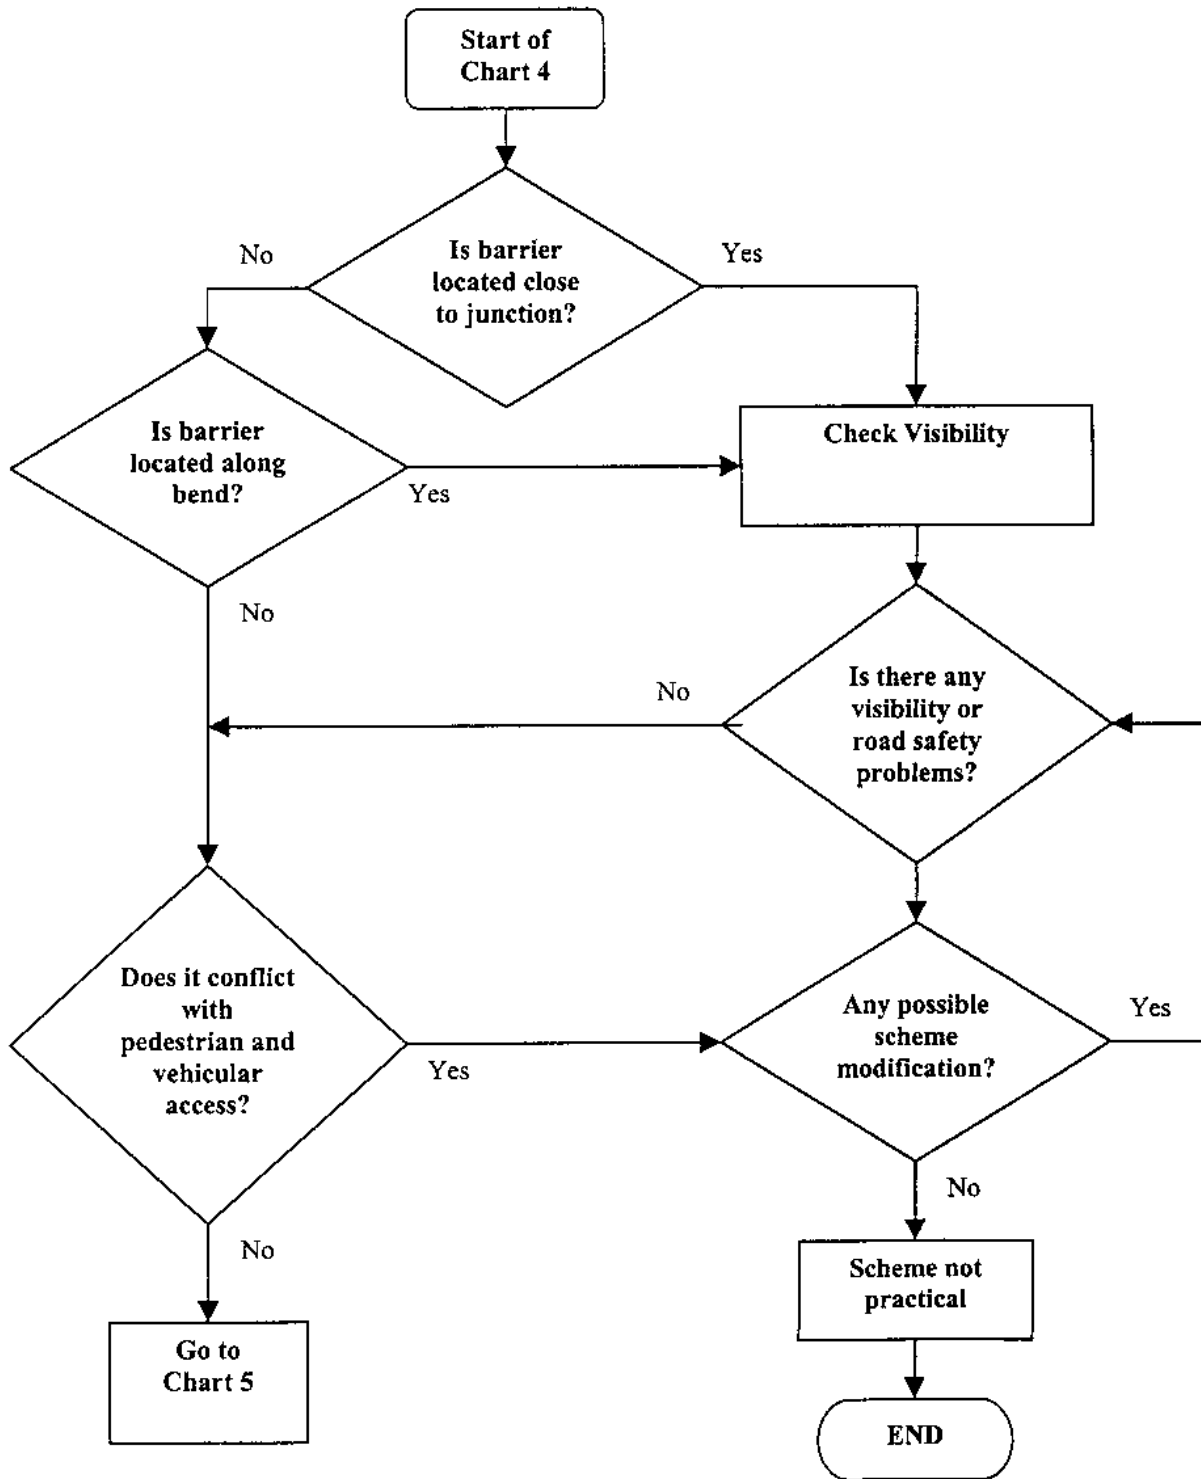 Start of
Chart 4
No
Is barrier
located close
to junction?
Yes
Is barrier
located along
bend?
Yes
Check Visibility
No
No
Is there any
visibility or
road safety
problems?
Does it conflict
with
pedestrian and
vehicular
access?
Yes
Any possible
scheme
modification?
Yes
No
No
Scheme not
practical
Go to
Chart 5
END